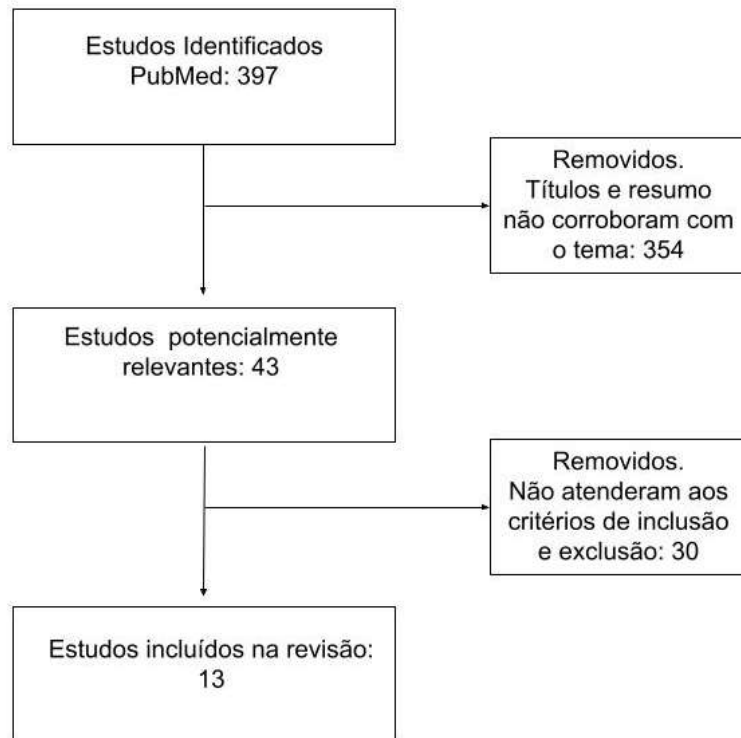 Estudos Identificados
PubMed: 397
Removidos.
Títulos e resumo
não corroboram com
o tema: 354
Estudos potencialmente
relevantes: 43
Removidos.
Não atenderam aos
critérios de inclusão
e exclusão: 30
Estudos incluídos na revisão:
13